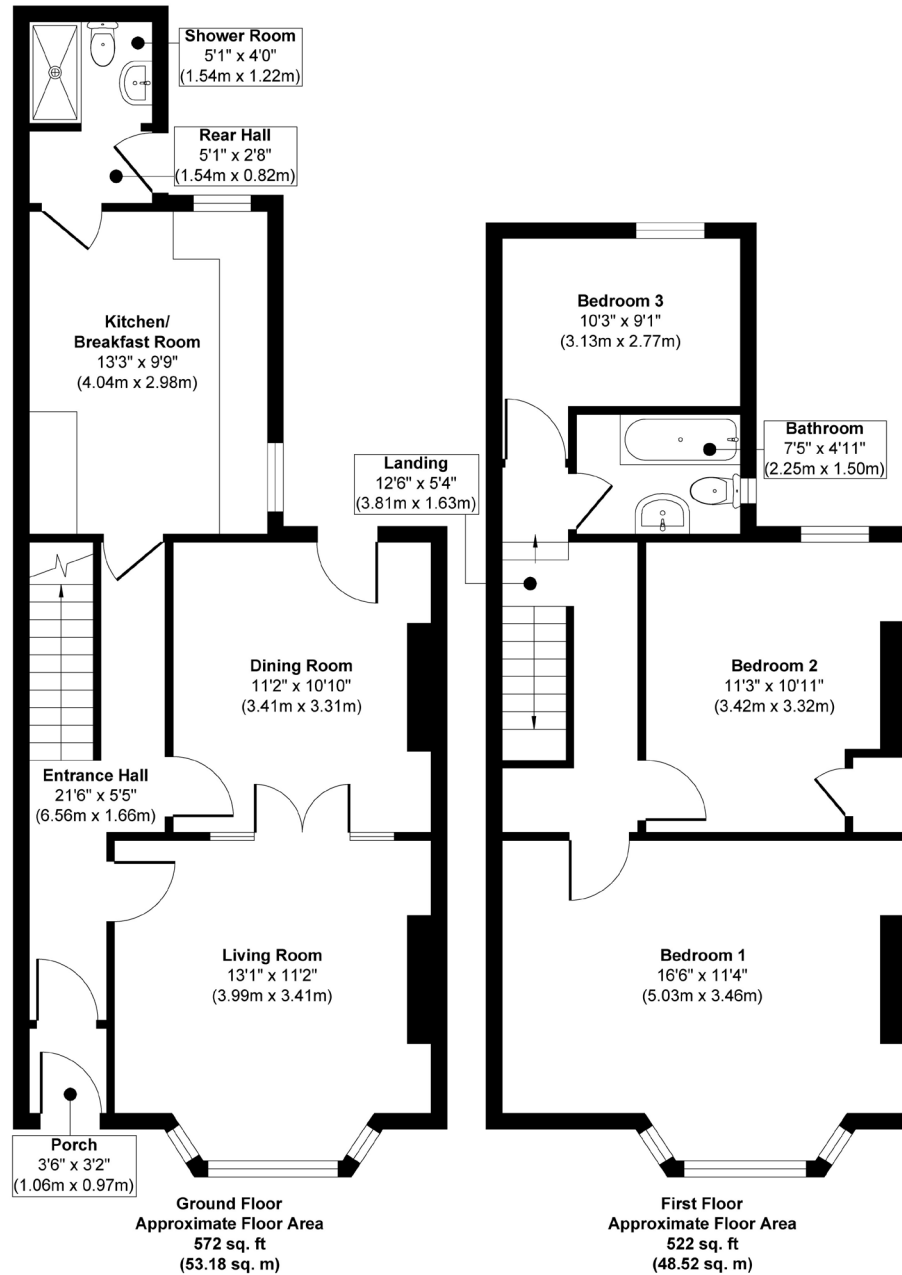 Shower Room
5'1" x 4'0"
(1.54m x 1.22m)
Rear Hall
5'1" x 2'8"
(1.54m x 0.82m)
Kitchen/
Breakfast Room
13'3" x 9'9"
(4.04m x 2.98m)
Dining Room
11'2" x 10'10"
(3.41m x 3.31m)
Entrance Hall
21'6" x 5'5"
(6.56m x 1.66m)
Living Room
13'1" x 11'2"
(3.99m x 3.41m)
Porch
3'6" x 3'2"
(1.06m x 0.97m)
Ground Floor
Approximate Floor Area
572 sq. ft
(53.18 sq. m)
Bedroom 3
10'3" x 9'1"
(3.13m x 2.77m)
Bathroom
7'5" x 4'11"
(2.25m x 1.50m)
Landing
12'6" x 5'4"
(3.81m x 1.63m)
Bedroom 2
11'3" x 10'11"
(3.42m x 3.32m)
Bedroom 1
16'6" x 11'4"
(5.03m x 3.46m)
First Floor
Approximate Floor Area
522 sq. ft
(48.52 sq. m)